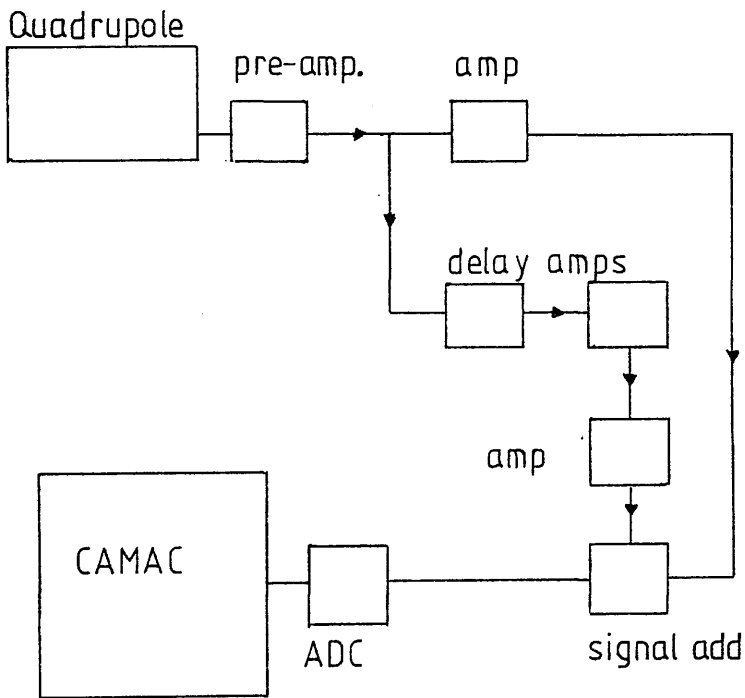 Quadrupole
pre-amp.
amp
delay amps
amp
CAMAC
ADC
signal add